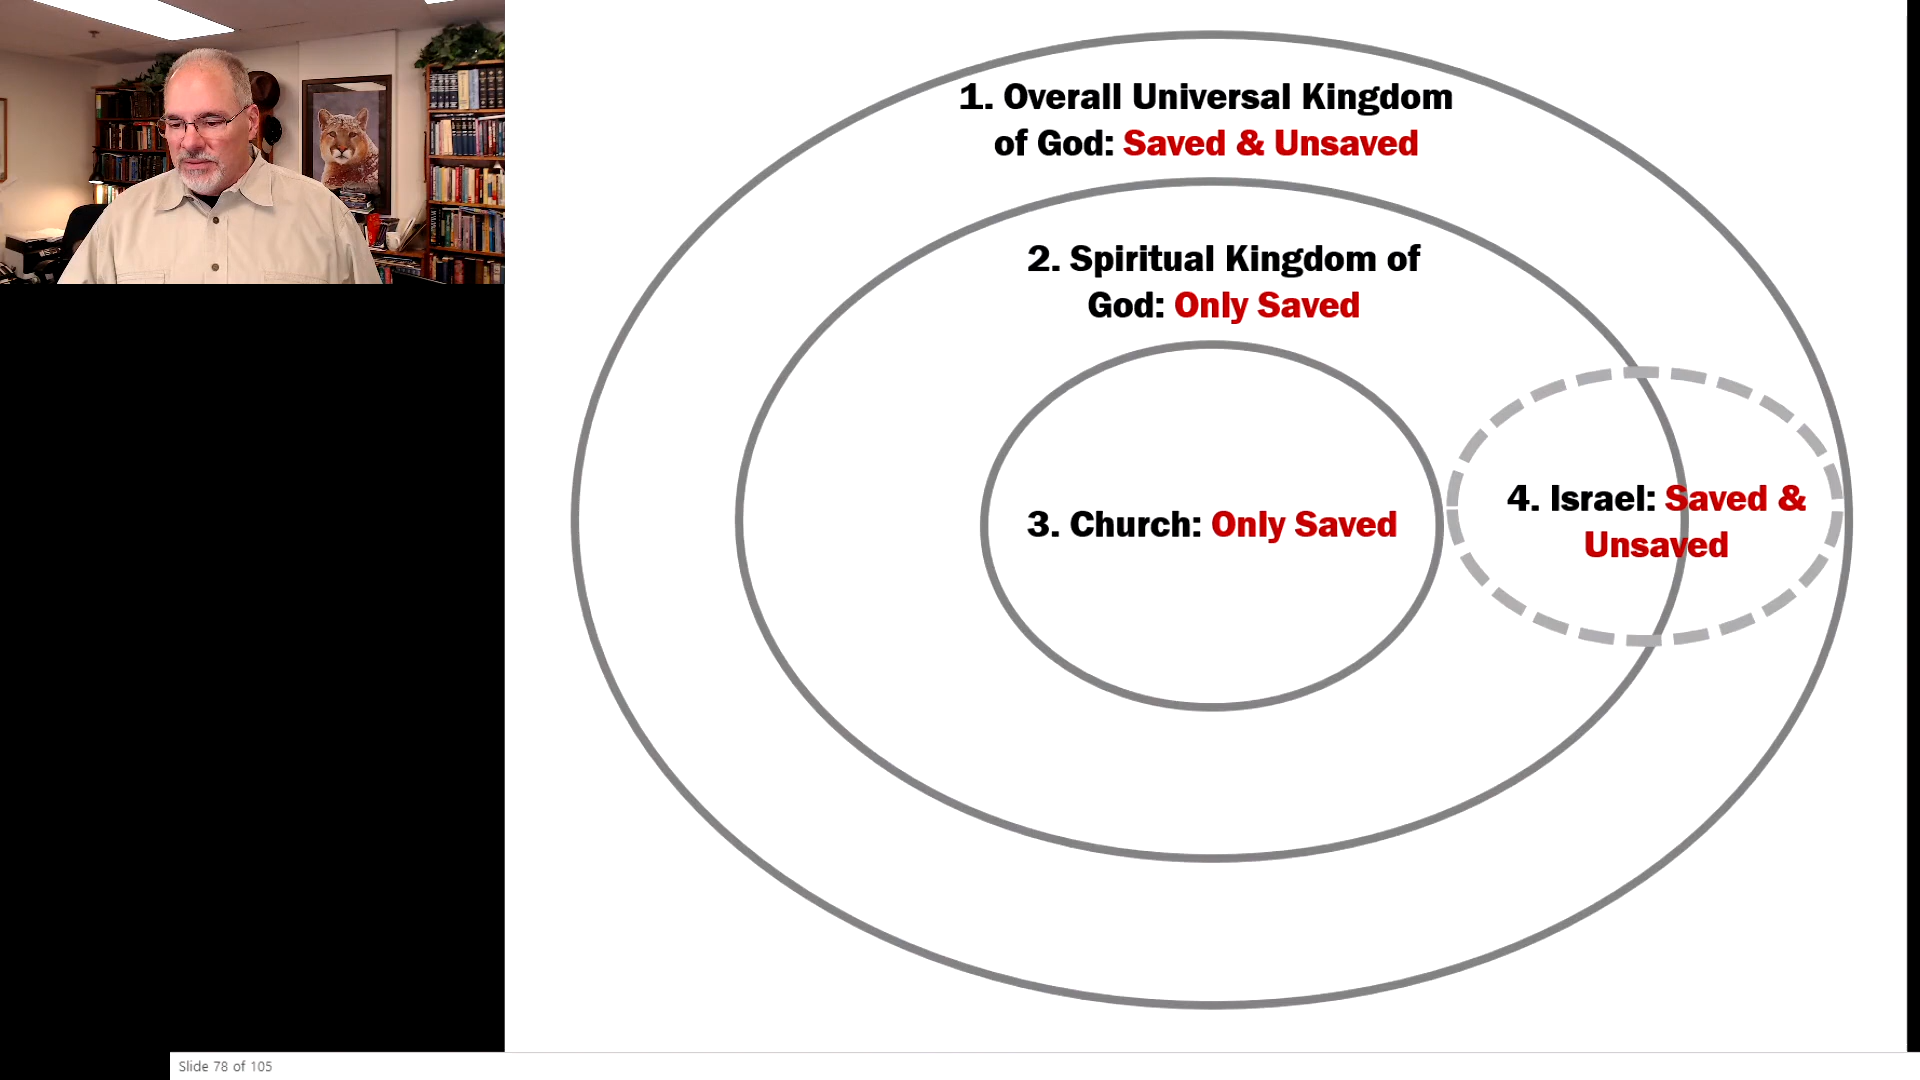 1. Overall Universal Kingdom
of God: Saved & Unsaved
2. Spiritual Kingdom of
God: Only Saved
3. Church: Only Saved
4. Israel: Saved &
Unsaved
Slide 78 of 105